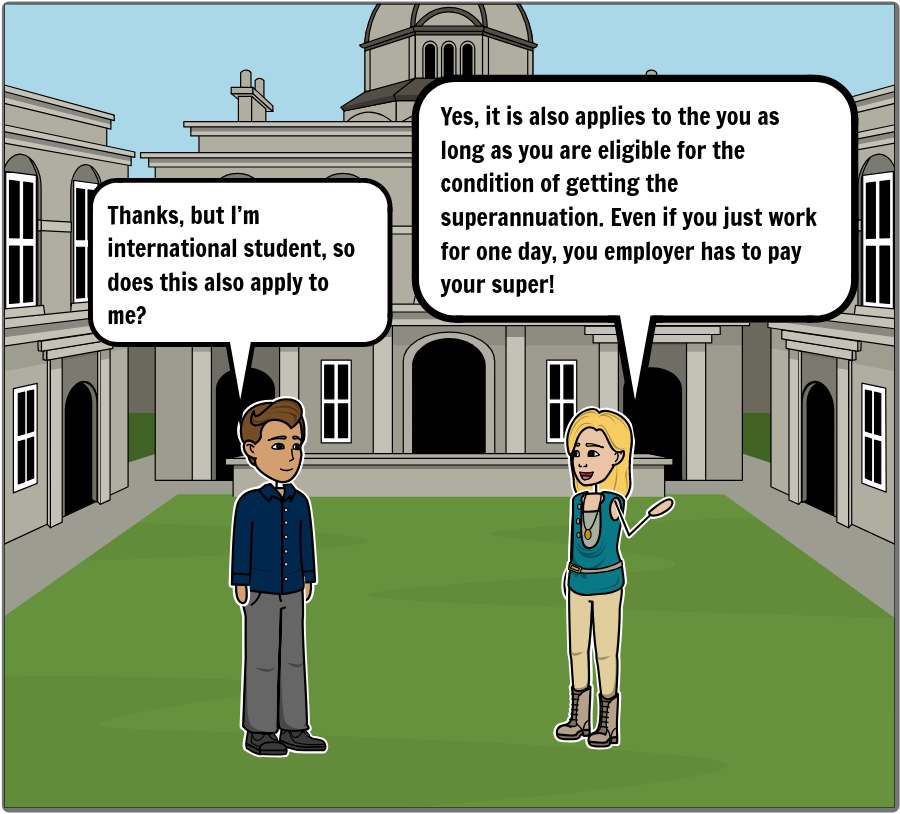 Thanks, but I’m
international student, so
does this also apply to
me?
Yes, it is also applies to the you as
long as you are eligible for the
condition of getting the
superannuation. Even if you just work
for one day, you employer has to pay
your super!